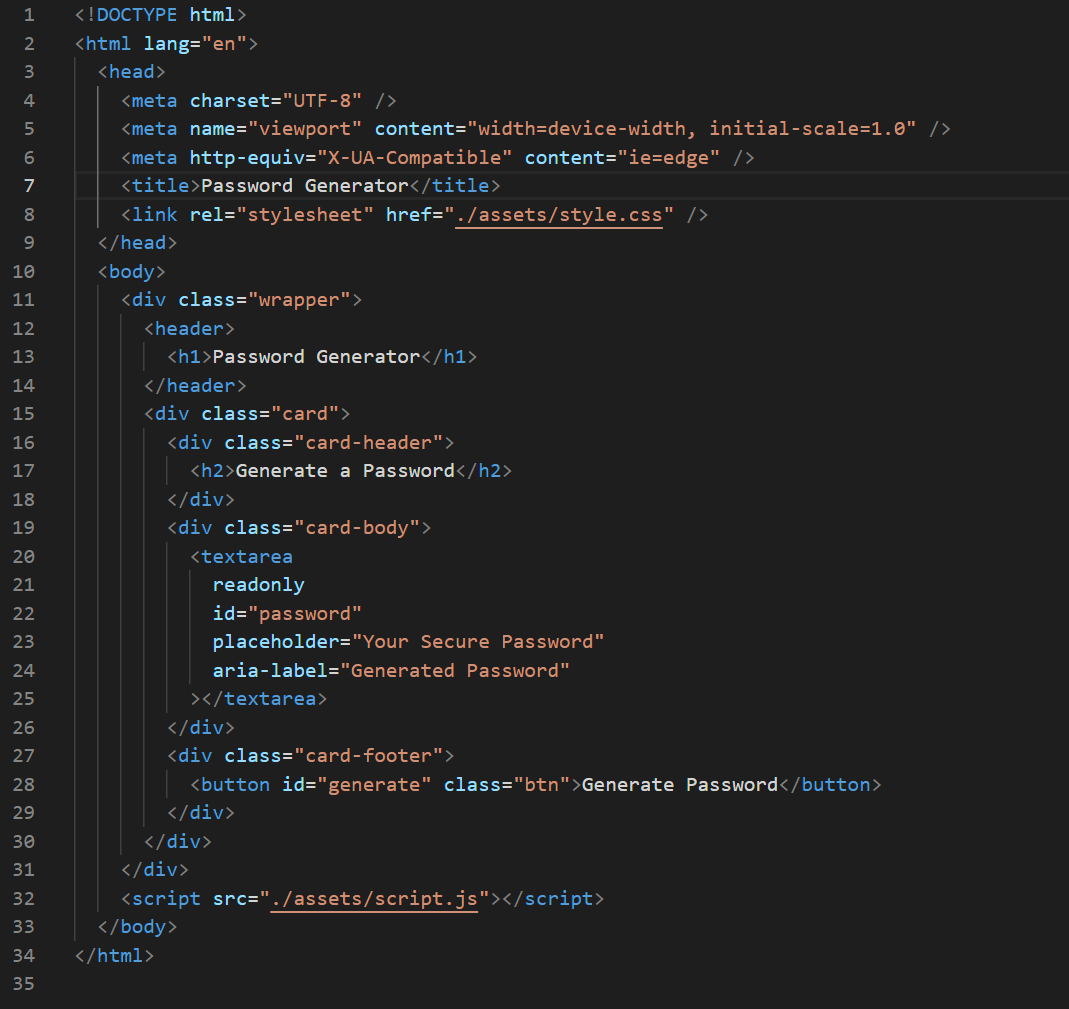 1 <!DOCTYPE html>
2 <html lang="en">
3   <head>
4     <meta charset="UTF-8" />
5     <meta name="viewport" content="width=device-width, initial-scale=1.0" />
6     <meta http-equiv="X-UA-Compatible" content="ie=edge" />
7     <title>Password Generator</title>
8     <link rel="stylesheet" href="./assets/style.css" />
9   </head>
10   <body>
11     <div class="wrapper">
12       <header>
13         <h1>Password Generator</h1>
14       </header>
15       <div class="card">
16         <div class="card-header">
17           <h2>Generate a Password</h2>
18         </div>
19         <div class="card-body">
20           <textarea
21             readonly
22             id="password"
23             placeholder="Your Secure Password"
24             aria-label="Generated Password"
25           ></textarea>
26         </div>
27         <div class="card-footer">
28           <button id="generate" class="btn">Generate Password</button>
29         </div>
30       </div>
31     </div>
32     <script src="./assets/script.js"></script>
33   </body>
34 </html>
35